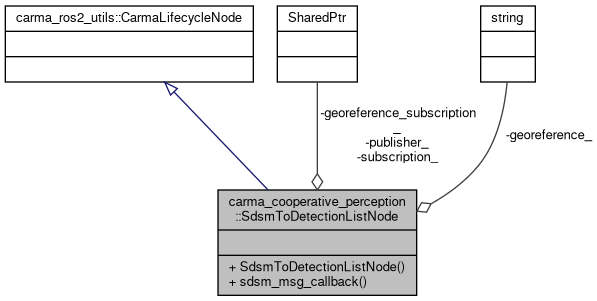 carma_ros2_utils::CarmaLifecycleNode
SharedPtr
string
-georeference_subscription
_
-publisher_
-subscription_
-georeference_
carma_cooperative_perception
::SdsmToDetectionListNode
+ SdsmToDetectionListNode()
+ sdsm_msg_callback()